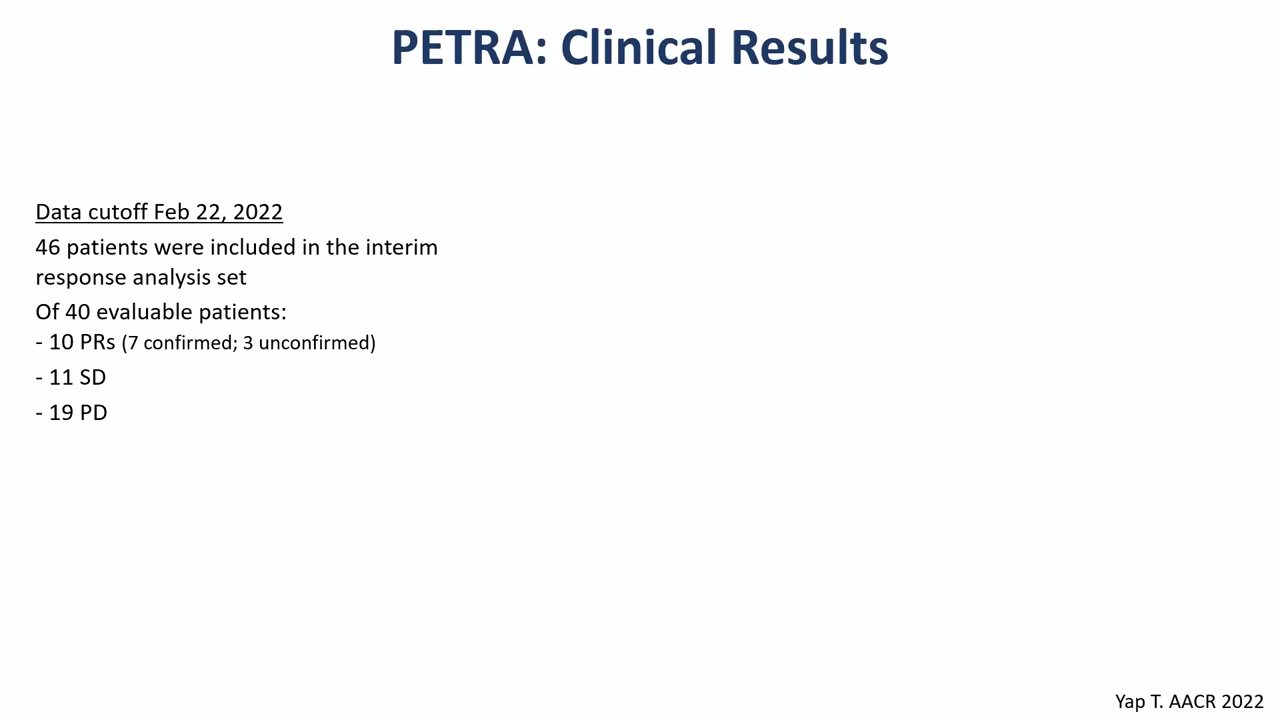 PETRA: Clinical Results
Data cutoff Feb 22, 2022
46 patients were included in the interim
response analysis set
Of 40 evaluable patients:
- 10 PRs (7 confirmed; 3 unconfirmed)
- 11 SD
- 19 PD
Yap T. AACR 2022